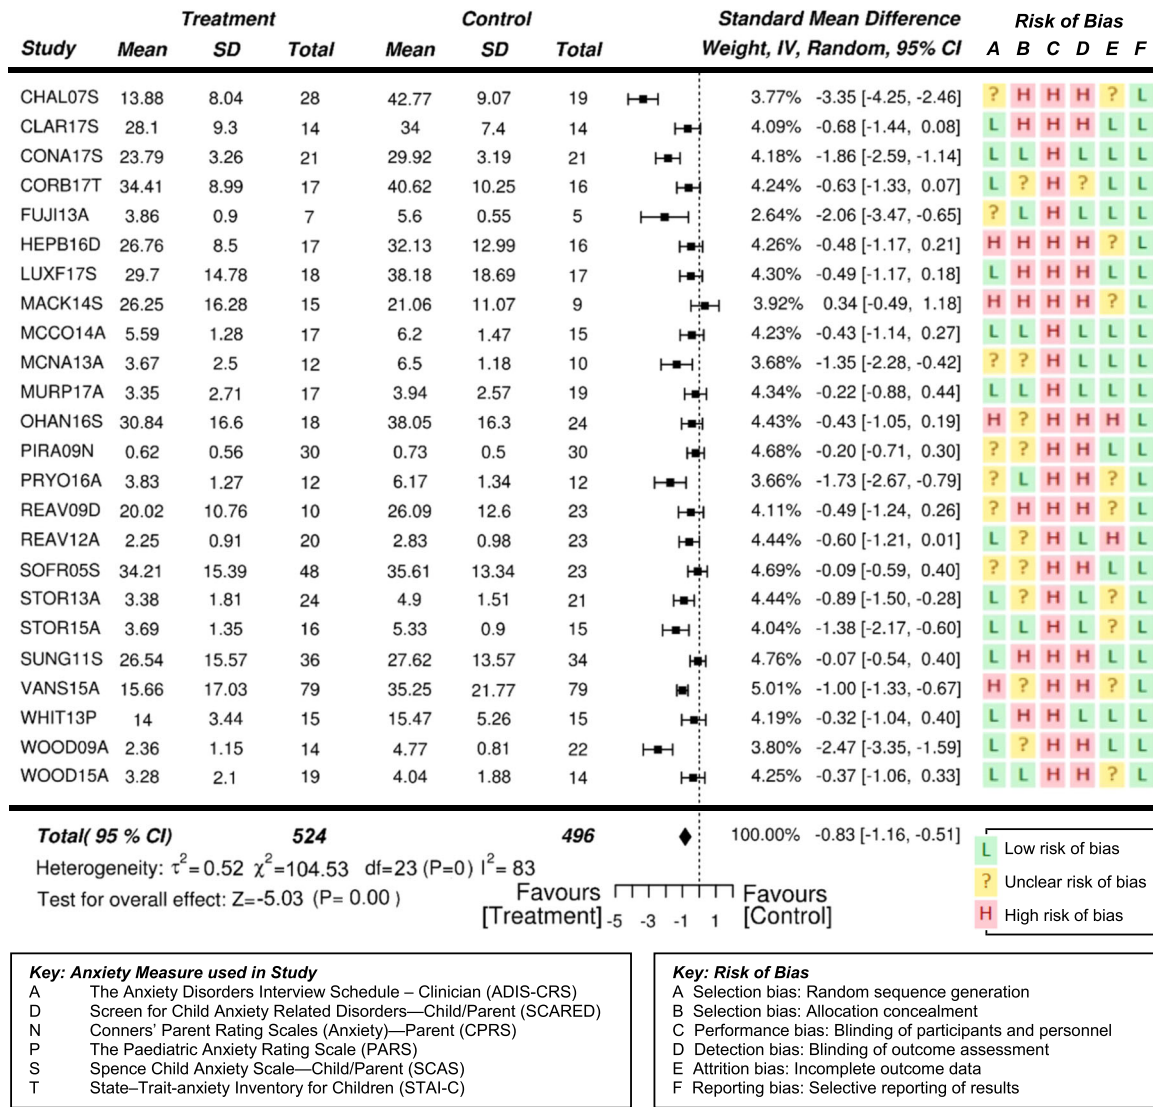 Treatment Control Standard Mean Difference Risk of Bias
Study Mean SD Total Mean SD Total Weight, IV, Random, 95% CI A B C D E F
CHAL07S 13.88 8.04 28 42.77 9.07 19 3.77% -3.35 [-4.25, -2.46] ? H H H ? L
CLAR17S 28.1 9.3 14 34 7.4 14 4.09% -0.68 [-1.44, 0.08] L H H H L L
CONA17S 23.79 3.26 21 29.92 3.19 21 4.18% -1.86 [-2.59, -1.14] L L H L L L
CORB17T 34.41 8.99 17 40.62 10.25 16 4.24% -0.63 [-1.33, 0.07] L ? H ? L L
FUJI13A 3.86 0.9 7 5.6 0.55 5 2.64% -2.06 [-3.47, -0.65] ? L H L L L
HEPB16D 26.76 8.5 17 32.13 12.99 16 4.26% -0.48 [-1.17, 0.21] H H H H ? L
LUXF17S 29.7 14.78 18 38.18 18.69 17 4.30% -0.49 [-1.17, 0.18] L H H H L L
MACK14S 26.25 16.28 15 21.06 11.07 9 3.92% 0.34 [-0.49, 1.18] H H H H ? L
MCCO14A 5.59 1.28 17 6.2 1.47 15 4.23% -0.43 [-1.14, 0.27] L L H L L L
MCNA13A 3.67 2.5 12 6.5 1.18 10 3.68% -1.35 [-2.28, -0.42] ? ? H L L L
MURP17A 3.35 2.71 17 3.94 2.57 19 4.34% -0.22 [-0.88, 0.44] L L H L L L
OHAN16S 30.84 16.6 18 38.05 16.3 24 4.43% -0.43 [-1.05, 0.19] H ? H H H L
PIRA09N 0.62 0.56 30 0.73 0.5 30 4.68% -0.20 [-0.71, 0.30] ? ? H H L L
PRYO16A 3.83 1.27 12 6.17 1.34 12 3.66% -1.73 [-2.67, -0.79] ? L H H ? L
REAV09D 20.02 10.76 10 26.09 12.6 23 4.11% -0.49 [-1.24, 0.26] ? H H H ? L
REAV12A 2.25 0.91 20 2.83 0.98 23 4.44% -0.60 [-1.21, 0.01] L ? H L H L
SOFR05S 34.21 15.39 48 35.61 13.34 23 4.69% -0.09 [-0.59, 0.40] ? ? H H L L
STOR13A 3.38 1.81 24 4.9 1.51 21 4.44% -0.89 [-1.50, -0.28] L ? H L ? L
STOR15A 3.69 1.35 16 5.33 0.9 15 4.04% -1.38 [-2.17, -0.60] L L H L ? L
SUNG11S 26.54 15.57 36 27.62 13.57 34 4.76% -0.07 [-0.54, 0.40] L H H H L L
VANS15A 15.66 17.03 79 35.25 21.77 79 5.01% -1.00 [-1.33, -0.67] H ? H H ? L
WHIT13P 14 3.44 15 15.47 5.26 15 4.19% -0.32 [-1.04, 0.40] L H H L L L
WOOD09A 2.36 1.15 14 4.77 0.81 22 3.80% -2.47 [-3.35, -1.59] L ? H H L L
WOOD15A 3.28 2.1 19 4.04 1.88 14 4.25% -0.37 [-1.06, 0.33] L L H H ? L
Total( 95 % CI) 524 496 100.00% -0.83 [-1.16, -0.51]
Heterogeneity: τ²=0.52 χ²=104.53 df=23 (P=0) I²= 83
Test for overall effect: Z=-5.03 (P= 0.00 )
Favours [Treatment] -5 -3 -1 1 Favours [Control]
L Low risk of bias
? Unclear risk of bias
H High risk of bias
Key: Anxiety Measure used in Study
A The Anxiety Disorders Interview Schedule – Clinician (ADIS-CRS)
D Screen for Child Anxiety Related Disorders—Child/Parent (SCARED)
N Conners' Parent Rating Scales (Anxiety)—Parent (CPRS)
P The Paediatric Anxiety Rating Scale (PARS)
S Spence Child Anxiety Scale—Child/Parent (SCAS)
T State–Trait-anxiety Inventory for Children (STAI-C)
Key: Risk of Bias
A Selection bias: Random sequence generation
B Selection bias: Allocation concealment
C Performance bias: Blinding of participants and personnel
D Detection bias: Blinding of outcome assessment
E Attrition bias: Incomplete outcome data
F Reporting bias: Selective reporting of results